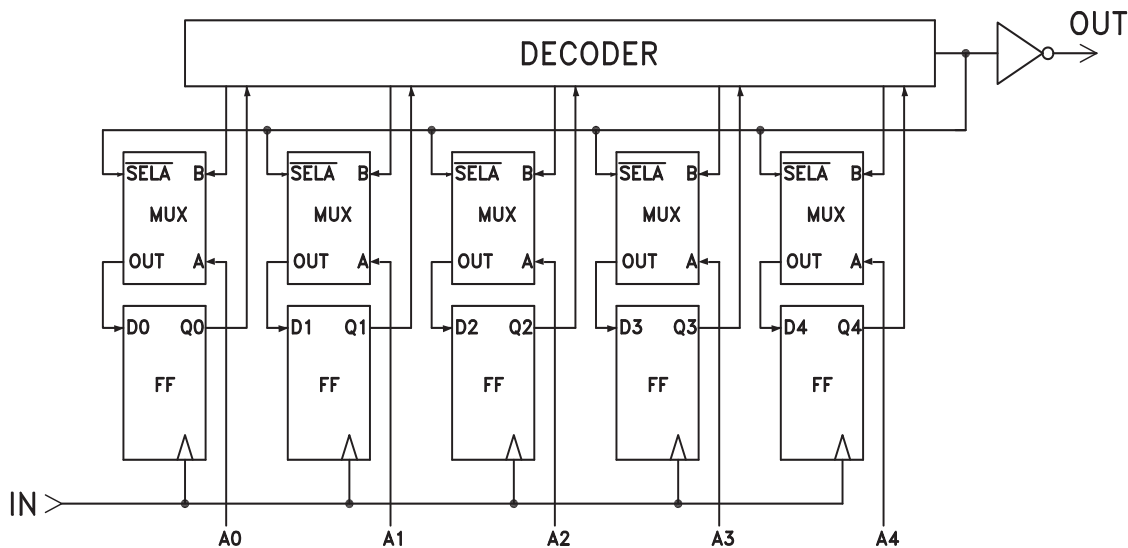 OUT
DECODER
SELA B SELA B SELA B SELA B SELA B
MUX MUX MUX MUX MUX
OUT A OUT A OUT A OUT A OUT A
D0 Q0 D1 Q1 D2 Q2 D3 Q3 D4 Q4
FF FF FF FF FF
IN
A0 A1 A2 A3 A4